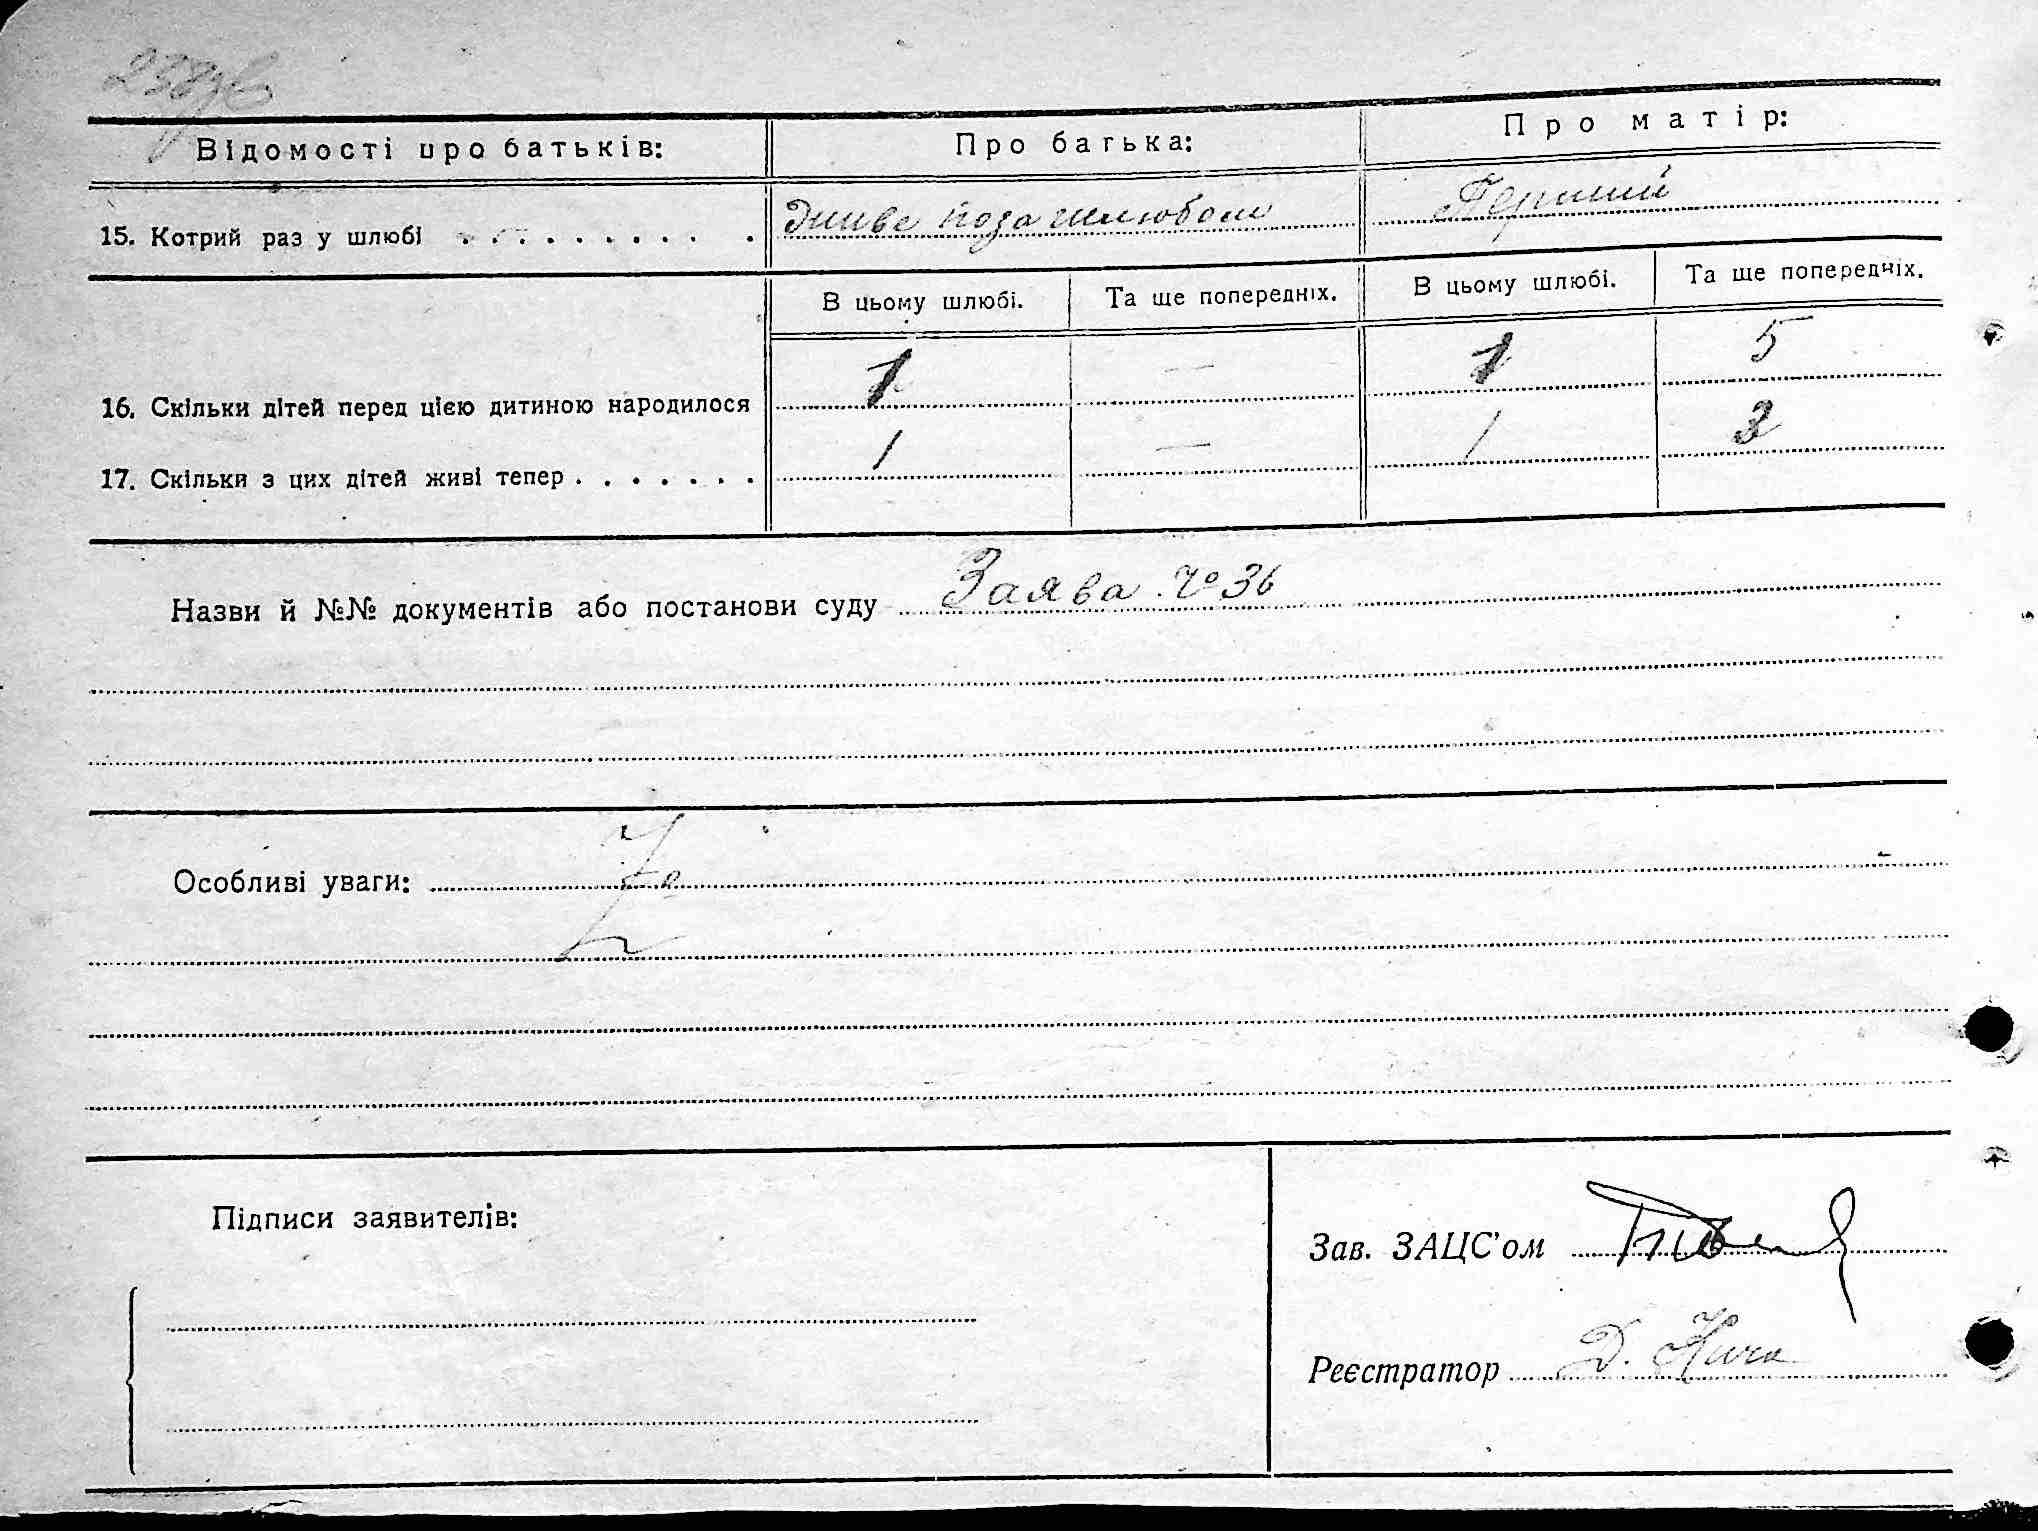 258зв
Відомості про батьків: Про батька: Про матір:
15. Котрий раз у шлюбі . . . . . . . . . . . живе поза шлюбом Перший
В цьому шлюбі. Та ще попередніх. В цьому шлюбі. Та ще попередніх.
16. Скільки дітей перед цією дитиною народилося 1 — 1 5
17. Скільки з цих дітей живі тепер . . . . . . . 1 — 1 3
Назви й №№ документів або постанови суду Заява №36
Особливі уваги:
Підписи заявителів:
Зав. ЗАЦС'ом
Реєстратор Д.